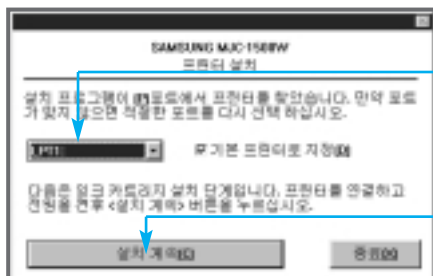 SAMSUNG MJC-1500W
프린터 설치
설치 프로그램이 포트에서 프린터를 찾았습니다. 만약 포트
가 맞지 않으면 적절한 포트를 다시 선택 하십시오.
LPT1
기본 프린터로 지정(D)
다음은 잉크 카트리지 설치 단계입니다. 프린터를 연결하고
전원을 켠후 <설치 계속> 버튼을 누르십시오.
설치 계속(C)
종료(X)